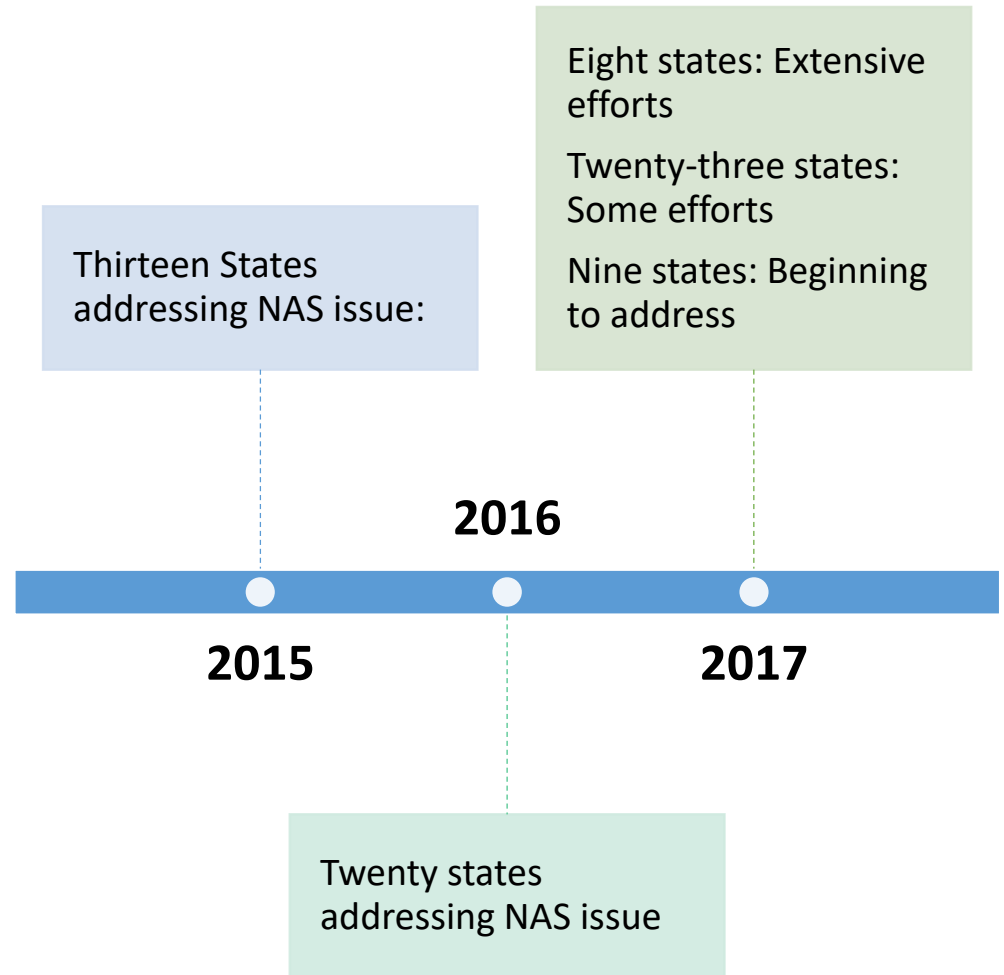 Eight states: Extensive
efforts
Twenty-three states:
Some efforts
Nine states: Beginning
to address
Thirteen States
addressing NAS issue:
2016
2015
2017
Twenty states
addressing NAS issue